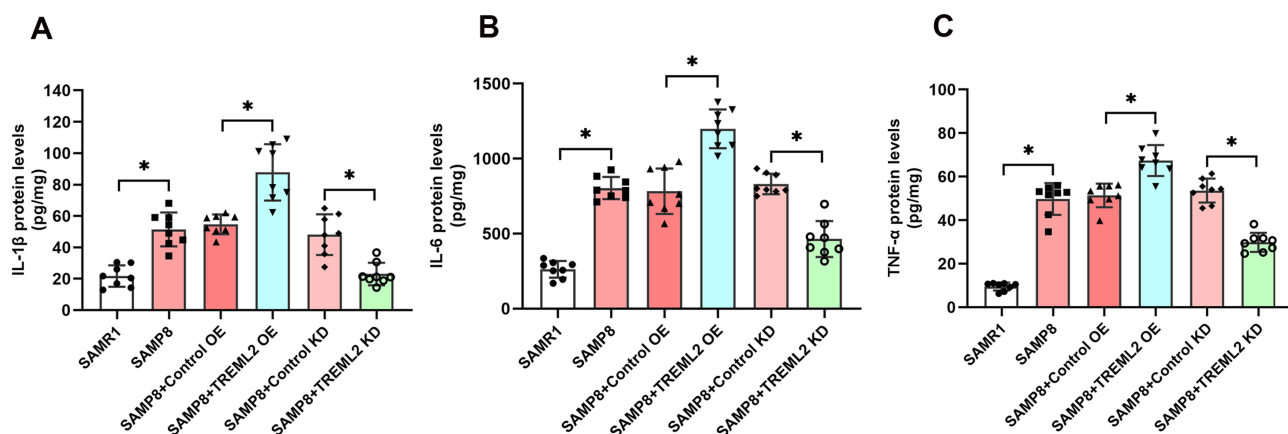 A
IL-1β protein levels
(pg/mg)
140
120
100
80
60
40
20
0
*
*
*
SAMR1
SAMP8
SAMP8+Control OE
SAMP8+TREML2 OE
SAMP8+Control KD
SAMP8+TREML2 KD
B
IL-6 protein levels
(pg/mg)
1500
1000
500
0
*
*
*
SAMR1
SAMP8
SAMP8+Control OE
SAMP8+TREML2 OE
SAMP8+Control KD
SAMP8+TREML2 KD
C
TNF-α protein levels
(pg/mg)
100
80
60
40
20
0
*
*
*
SAMR1
SAMP8
SAMP8+Control OE
SAMP8+TREML2 OE
SAMP8+Control KD
SAMP8+TREML2 KD